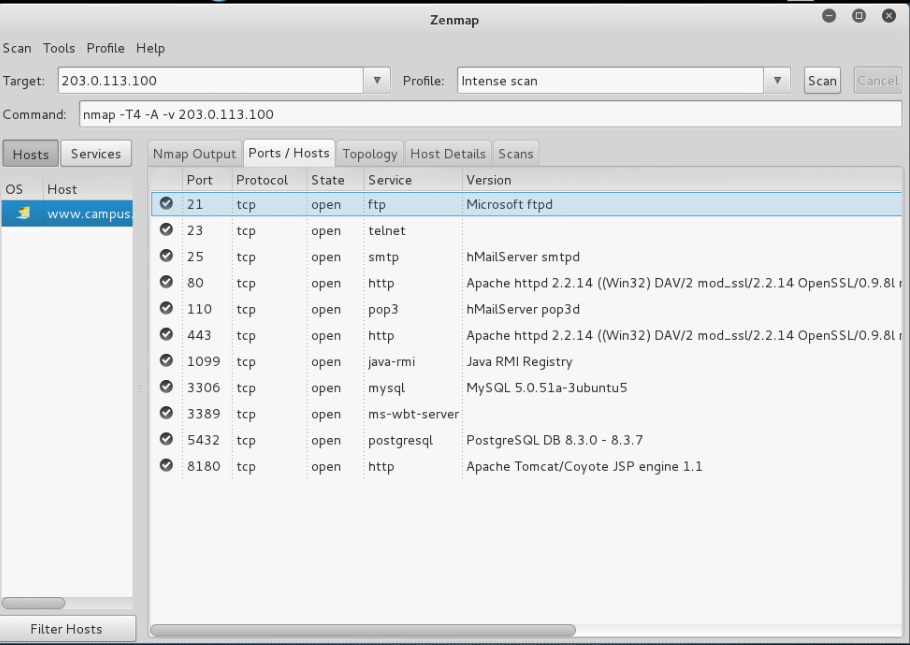 Zenmap
Scan Tools Profile Help
Target: 203.0.113.100 Profile: Intense scan Scan Cancel
Command: nmap -T4 -A -v 203.0.113.100
Hosts Services Nmap Output Ports / Hosts Topology Host Details Scans
OS Host Port Protocol State Service Version
www.campus.
21 tcp open ftp Microsoft ftpd
23 tcp open telnet
25 tcp open smtp hMailServer smtpd
80 tcp open http Apache httpd 2.2.14 ((Win32) DAV/2 mod_ssl/2.2.14 OpenSSL/0.9.8l
110 tcp open pop3 hMailServer pop3d
443 tcp open http Apache httpd 2.2.14 ((Win32) DAV/2 mod_ssl/2.2.14 OpenSSL/0.9.8l
1099 tcp open java-rmi Java RMI Registry
3306 tcp open mysql MySQL 5.0.51a-3ubuntu5
3389 tcp open ms-wbt-server
5432 tcp open postgresql PostgreSQL DB 8.3.0 - 8.3.7
8180 tcp open http Apache Tomcat/Coyote JSP engine 1.1
Filter Hosts